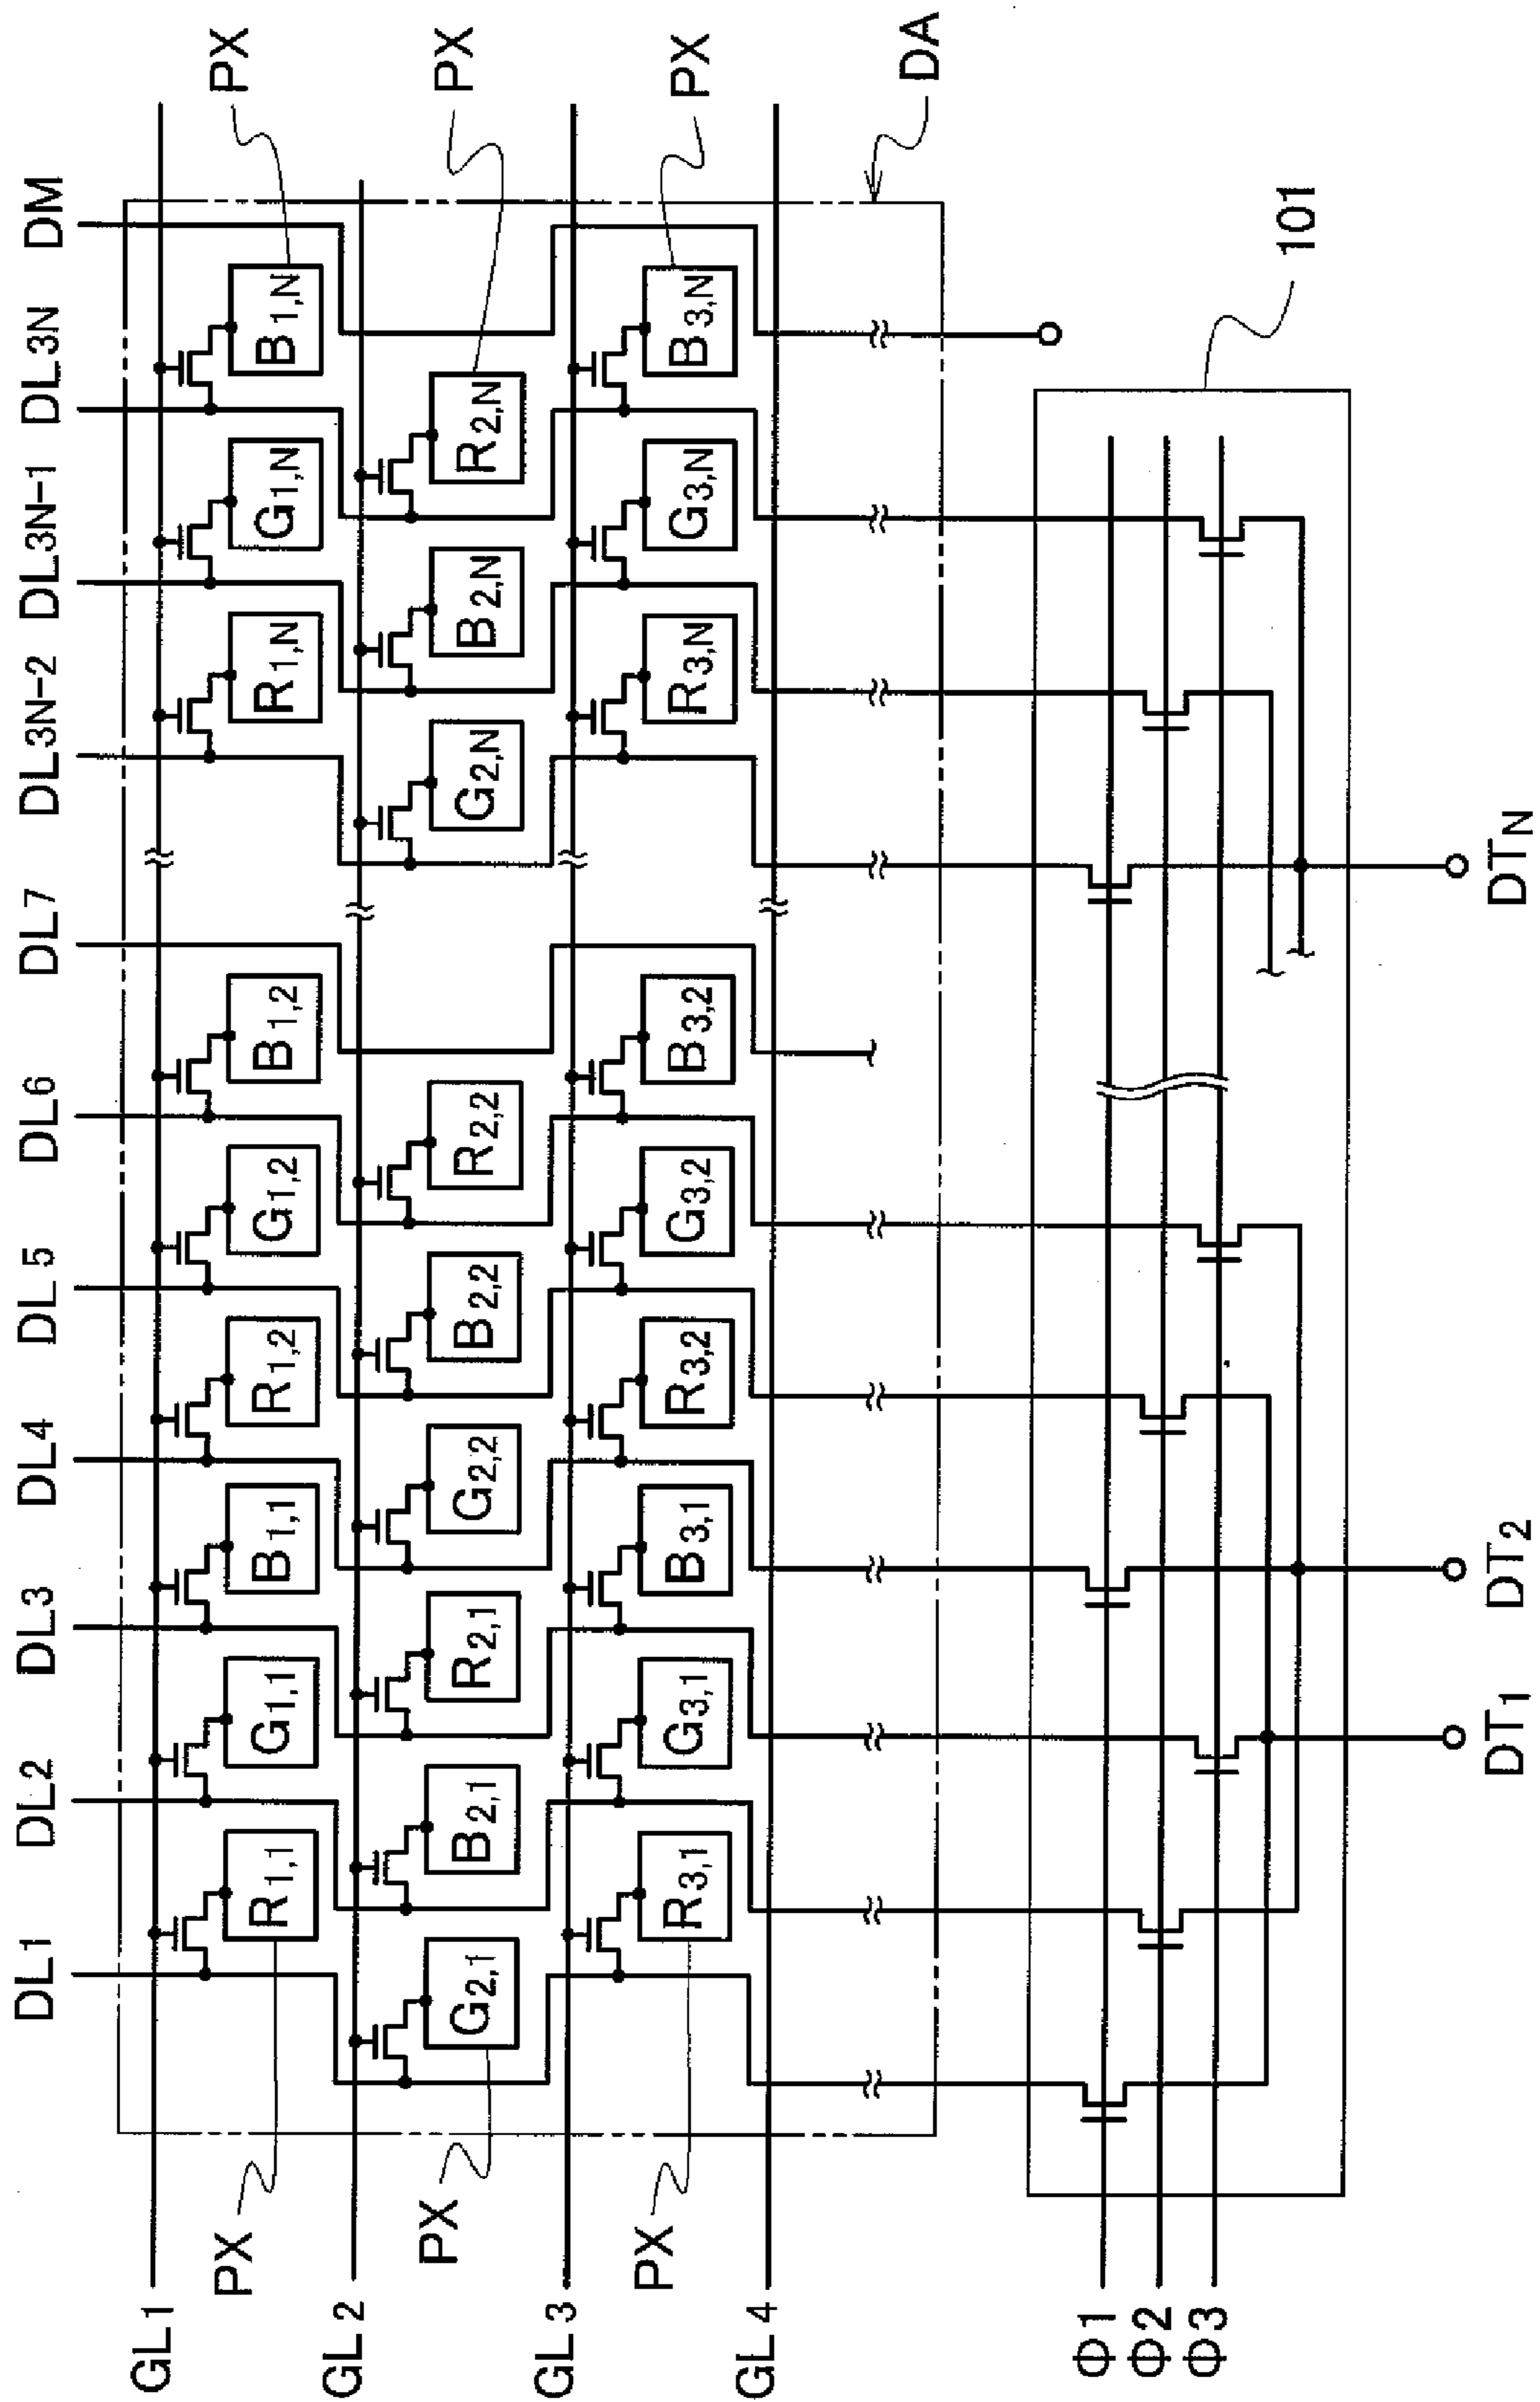 DL1 DL2 DL3 DL4 DL5 DL6 DL7 DL3N-2 DL3N-1 DL3N DM
GL1
R1,1 G1,1 B1,1 R1,2 G1,2 B1,2 R1,N G1,N B1,N
PX PX
GL2
G2,1 B2,1 R2,1 G2,2 B2,2 R2,2 G2,N B2,N R2,N
PX PX
GL3
R3,1 G3,1 B3,1 R3,2 G3,2 B3,2 R3,N G3,N B3,N
PX PX
GL4
DA
Φ1
Φ2
Φ3
101
DT1 DT2 DTN